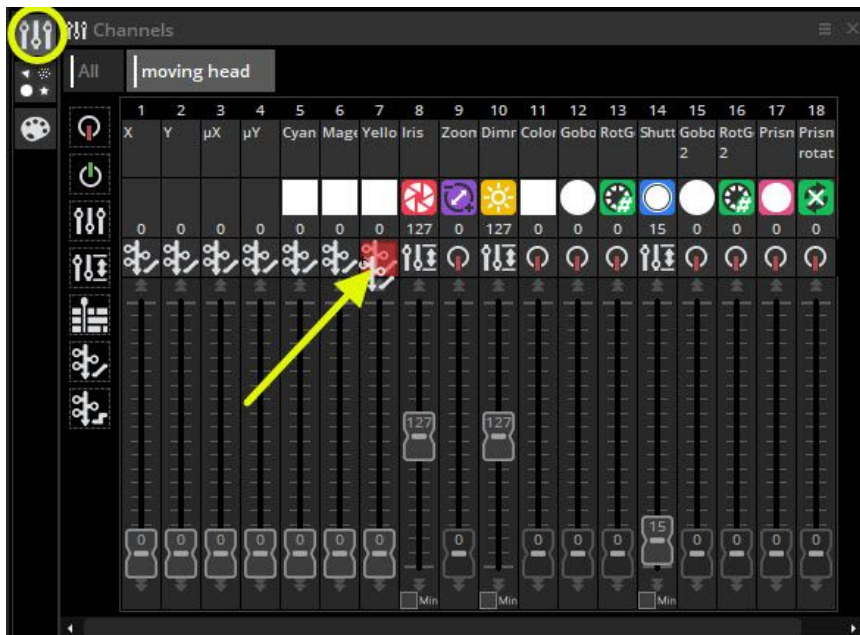 Channels
All moving head
1 2 3 4 5 6 7 8 9 10 11 12 13 14 15 16 17 18
X Y µX µY Cyan Mage Yello Iris Zoon Dimr Color Gobo RotG Shutt Gobo RotG Prisn Prisn
2 2 rotat
0 0 0 0 0 0 0 127 0 127 0 0 0 15 0 0 0 0
127 127
15
0 0 0 0 0 0 0 0 0 0 0 0 0 0 0
Min Min Min